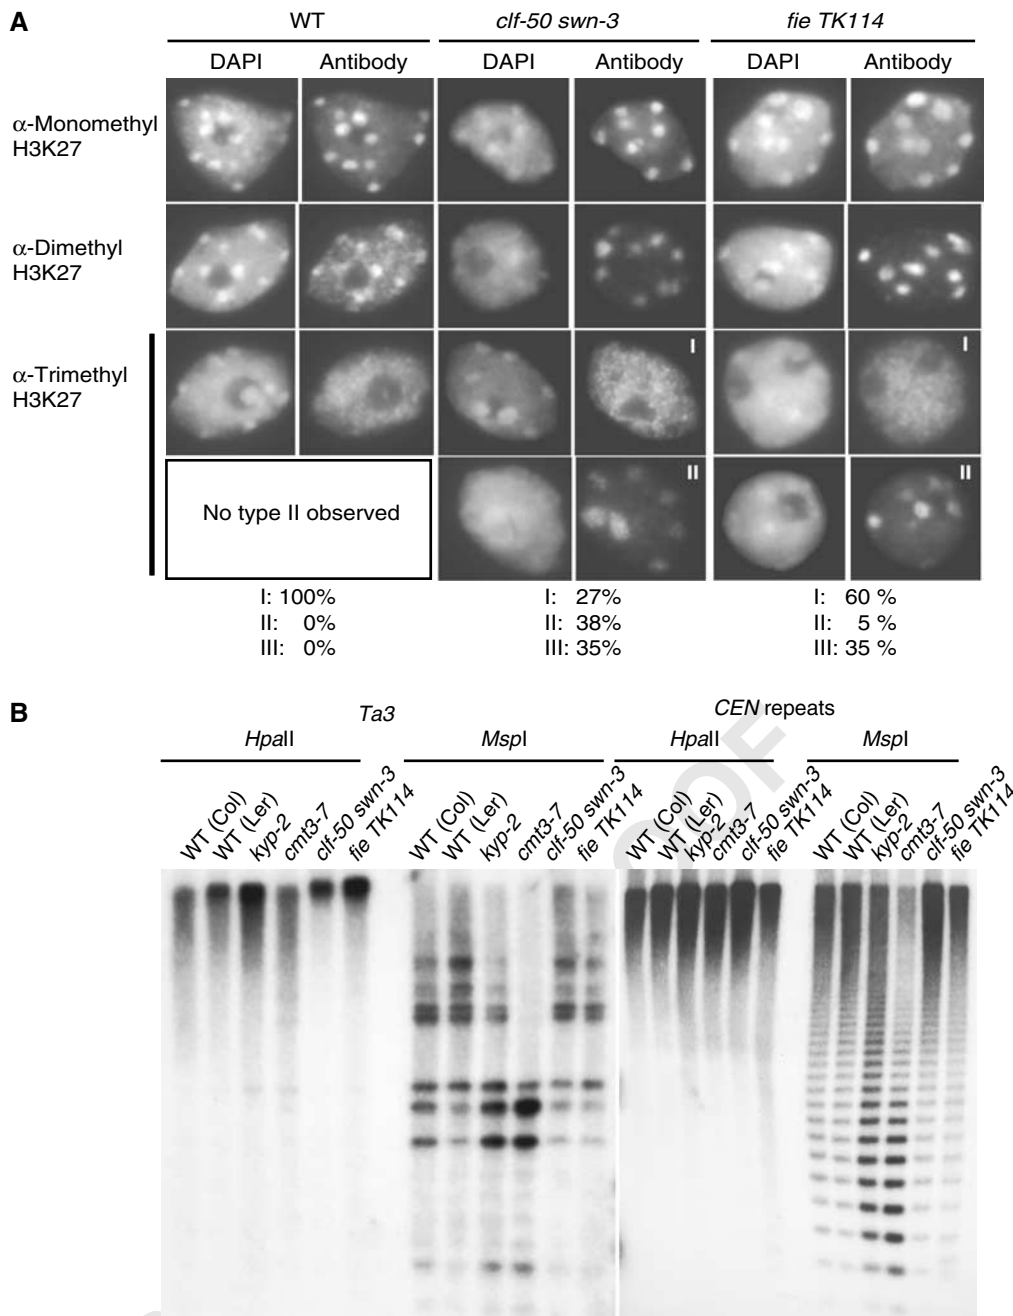 A
WT
clf-50 swn-3
fie TK114
DAPI
Antibody
DAPI
Antibody
DAPI
Antibody
α-Monomethyl
H3K27
α-Dimethyl
H3K27
α-Trimethyl
H3K27
I
I
No type II observed
II
II
I: 100%
II: 0%
III: 0%
I: 27%
II: 38%
III: 35%
I: 60 %
II: 5 %
III: 35 %
B
Ta3
CEN repeats
HpaII
MspI
HpaII
MspI
WT (Col)
WT (Ler)
kyp-2
cmt3-7
clf-50 swn-3
fie TK114
WT (Col)
WT (Ler)
kyp-2
cmt3-7
clf-50 swn-3
fie TK114
WT (Col)
WT (Ler)
kyp-2
cmt3-7
clf-50 swn-3
fie TK114
WT (Col)
WT (Ler)
kyp-2
cmt3-7
clf-50 swn-3
fie TK114